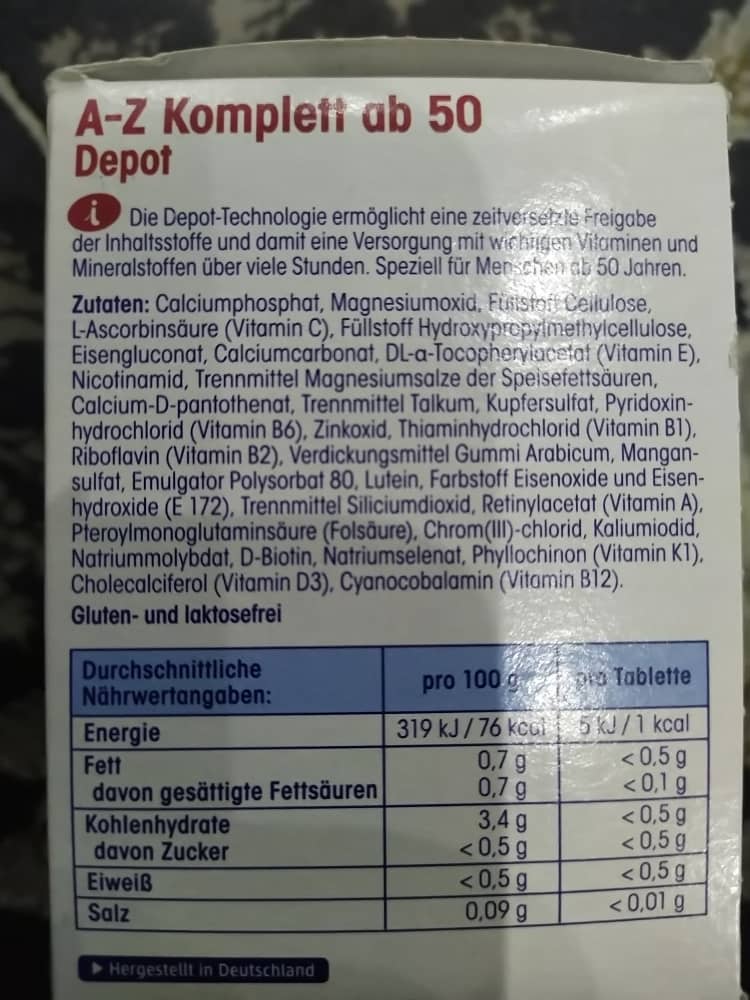 A-Z Komplett ab 50
Depot
i Die Depot-Technologie ermöglicht eine zeitversetzte Freigabe
der Inhaltsstoffe und damit eine Versorgung mit wichtigen Vitaminen und
Mineralstoffen über viele Stunden. Speziell für Menschen ab 50 Jahren.
Zutaten: Calciumphosphat, Magnesiumoxid, Füllstoff Cellulose,
L-Ascorbinsäure (Vitamin C), Füllstoff Hydroxypropylmethylcellulose,
Eisengluconat, Calciumcarbonat, DL-α-Tocopherylacetat (Vitamin E),
Nicotinamid, Trennmittel Magnesiumsalze der Speisefettsäuren,
Calcium-D-pantothenat, Trennmittel Talkum, Kupfersulfat, Pyridoxin-
hydrochlorid (Vitamin B6), Zinkoxid, Thiaminhydrochlorid (Vitamin B1),
Riboflavin (Vitamin B2), Verdickungsmittel Gummi Arabicum, Mangan-
sulfat, Emulgator Polysorbat 80, Lutein, Farbstoff Eisenoxide und Eisen-
hydroxide (E 172), Trennmittel Siliciumdioxid, Retinylacetat (Vitamin A),
Pteroylmonoglutaminsäure (Folsäure), Chrom(III)-chlorid, Kaliumiodid,
Natriummolybdat, D-Biotin, Natriumselenat, Phyllochinon (Vitamin K1),
Cholecalciferol (Vitamin D3), Cyanocobalamin (Vitamin B12).
Gluten- und laktosefrei
Durchschnittliche
Nährwertangaben: pro 100 g pro Tablette
Energie 319 kJ / 76 kcal 5 kJ / 1 kcal
Fett 0,7 g < 0,5 g
davon gesättigte Fettsäuren 0,7 g < 0,1 g
Kohlenhydrate 3,4 g < 0,5 g
davon Zucker < 0,5 g < 0,5 g
Eiweiß < 0,5 g < 0,5 g
Salz 0,09 g < 0,01 g
Hergestellt in Deutschland